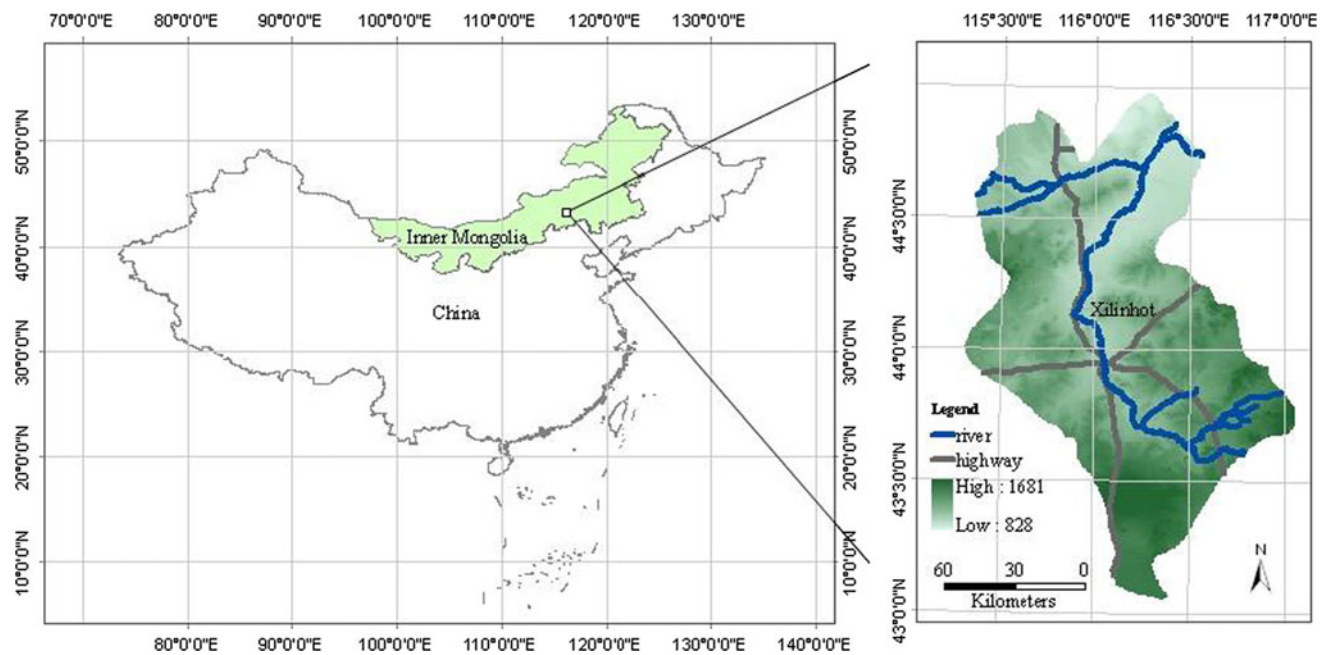 70°0'0"E 80°0'0"E 90°0'0"E 100°0'0"E 110°0'0"E 120°0'0"E 130°0'0"E
50°0'0"N
40°0'0"N
30°0'0"N
20°0'0"N
10°0'0"N
Inner Mongolia
China
50°0'0"N
40°0'0"N
30°0'0"N
20°0'0"N
10°0'0"N
80°0'0"E 90°0'0"E 100°0'0"E 110°0'0"E 120°0'0"E 130°0'0"E 140°0'0"E
115°30'0"E 116°0'0"E 116°30'0"E 117°0'0"E
44°30'0"N
44°0'0"N
43°30'0"N
43°0'0"N
Xilinhot
Legend
river
highway
High : 1681
Low : 828
60 30 0
Kilometers
N